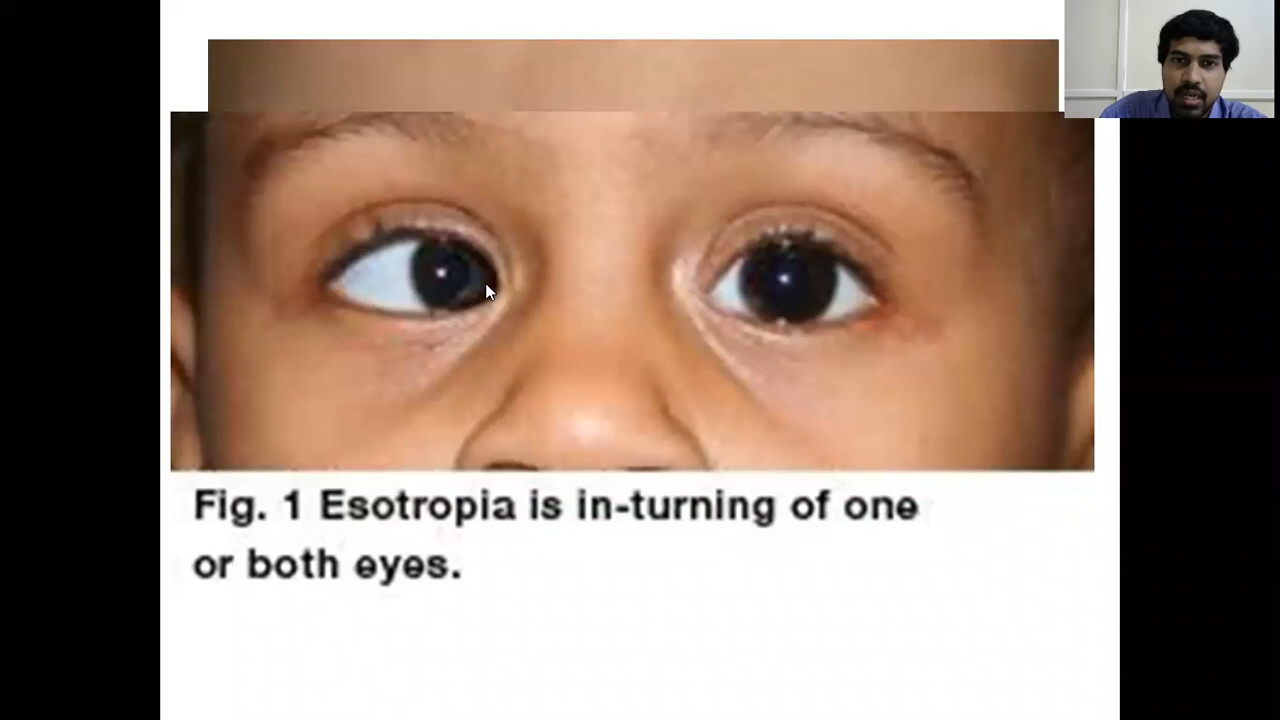 Fig. 1 Esotropia is in-turning of one
or both eyes.